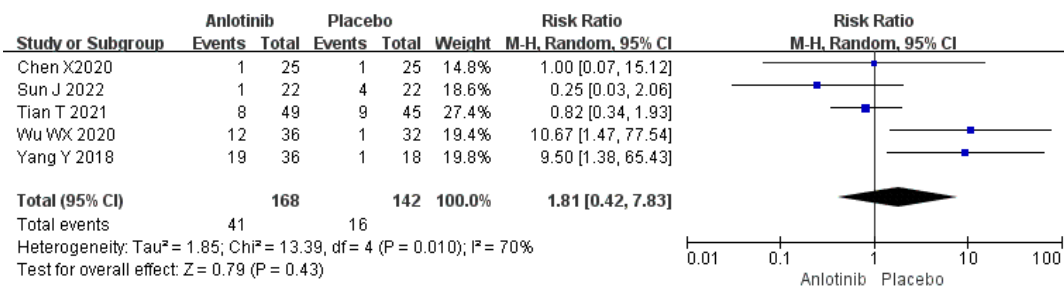 Anlotinib Placebo Risk Ratio Risk Ratio
Study or Subgroup Events Total Events Total Weight M-H, Random, 95% CI M-H, Random, 95% CI
Chen X2020 1 25 1 25 14.8% 1.00 [0.07, 15.12]
Sun J 2022 1 22 4 22 18.6% 0.25 [0.03, 2.06]
Tian T 2021 8 49 9 45 27.4% 0.82 [0.34, 1.93]
Wu WX 2020 12 36 1 32 19.4% 10.67 [1.47, 77.54]
Yang Y 2018 19 36 1 18 19.8% 9.50 [1.38, 65.43]
Total (95% CI) 168 142 100.0% 1.81 [0.42, 7.83]
Total events 41 16
Heterogeneity: Tau² = 1.85; Chi² = 13.39, df = 4 (P = 0.010); I² = 70%
Test for overall effect: Z = 0.79 (P = 0.43)
0.01 0.1 1 10 100
Anlotinib Placebo